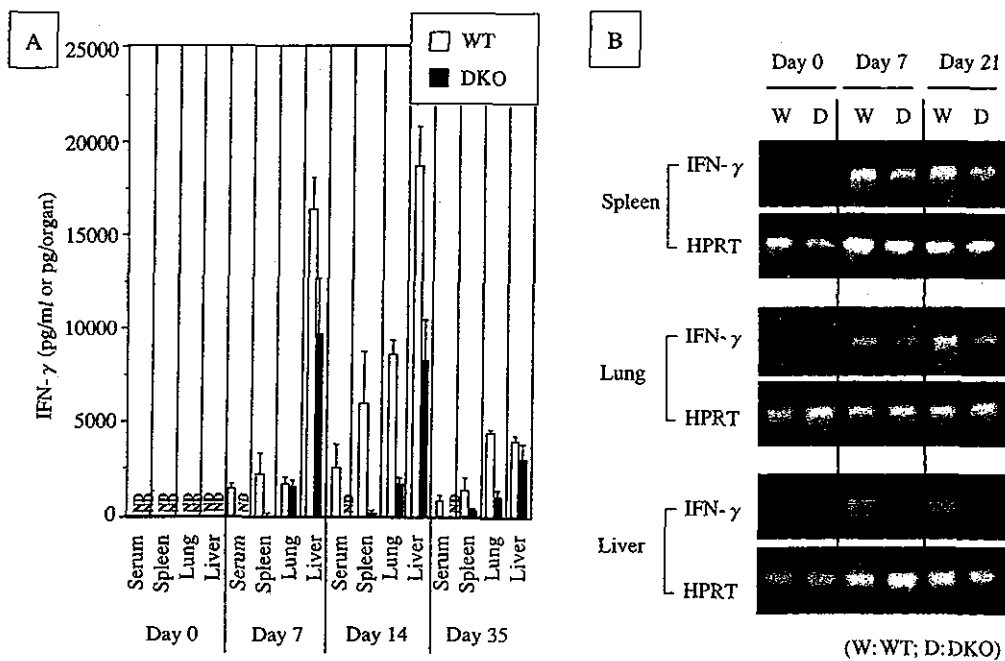 A
25000
20000
15000
10000
5000
0
IFN-γ (pg/ml or pg/organ)
WT
DKO
ND ND ND ND ND ND ND ND ND ND ND
Serum Spleen Lung Liver Serum Spleen Lung Liver Serum Spleen Lung Liver Serum Spleen Lung Liver
Day 0 Day 7 Day 14 Day 35
B
Day 0 Day 7 Day 21
W D W D W D
Spleen
IFN-γ
HPRT
Lung
IFN-γ
HPRT
Liver
IFN-γ
HPRT
(W:WT; D:DKO)